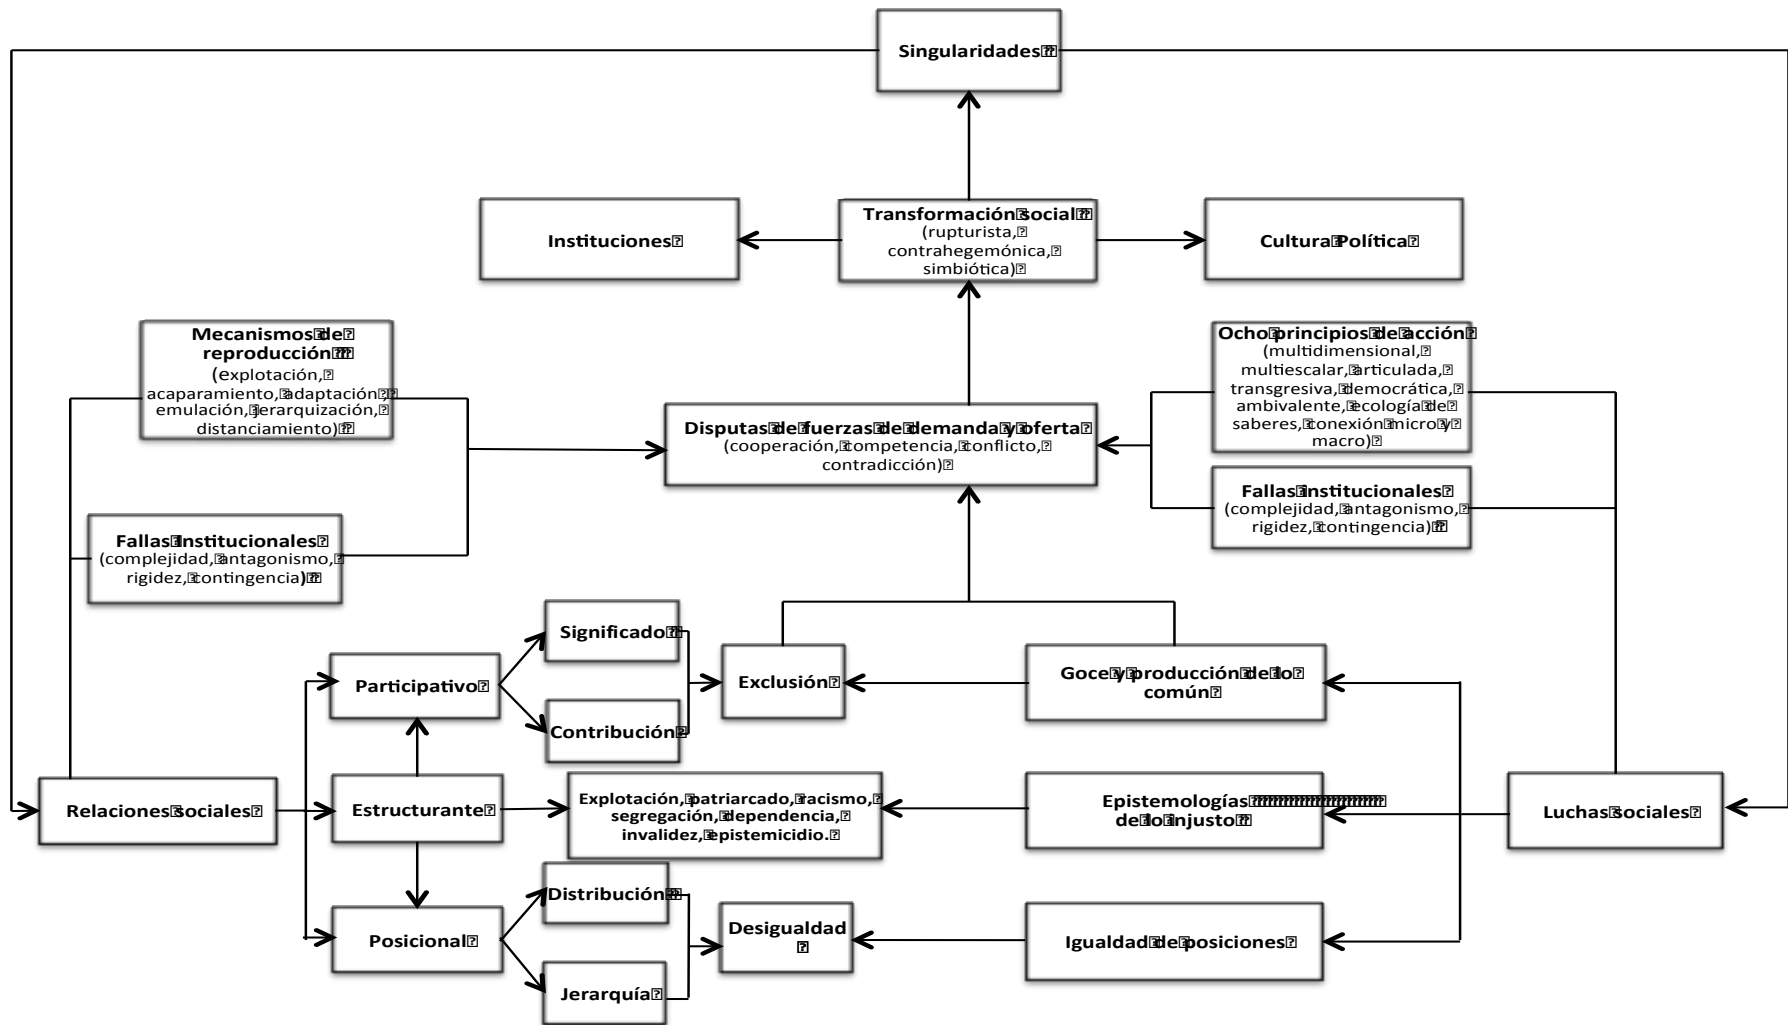 Singularidades
Transformación social
(rupturista,
contrahegemónica,
simbiótica)
Instituciones
Cultura Política
Mecanismos de
reproducción
(explotación,
acaparamiento, adaptación,
emulación, jerarquización,
distanciamiento)
Ocho principios de acción
(multidimensional,
multiescalar, articulada,
transgresiva, democrática,
ambivalente, ecología de
saberes, conexión micro y
macro)
Disputas de fuerzas de demanda y oferta
(cooperación, competencia, conflicto,
contradicción)
Fallas institucionales
(complejidad, antagonismo,
rigidez, contingencia)
Fallas Institucionales
(complejidad, antagonismo,
rigidez, contingencia)
Significado
Participativo
Exclusión
Goce y producción de lo
común
Contribución
Relaciones sociales
Estructurante
Explotación, patriarcado, racismo,
segregación, dependencia,
invalidez, epistemicidio.
Epistemologías
de lo injusto
Luchas sociales
Distribución
Posicional
Desigualdad
Igualdad de posiciones
Jerarquía